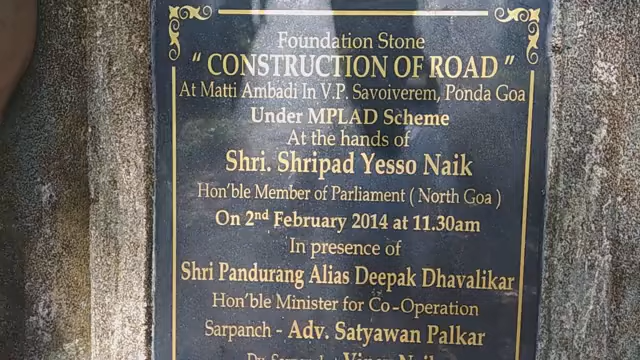 Foundation Stone
" CONSTRUCTION OF ROAD "
At Matti Ambadi In V.P. Savoiverem, Ponda Goa
Under MPLAD Scheme
At the hands of
Shri. Shripad Yesso Naik
Hon'ble Member of Parliament ( North Goa )
On 2nd February 2014 at 11.30am
In presence of
Shri Pandurang Alias Deepak Dhavalikar
Hon'ble Minister for Co-Operation
Sarpanch - Adv. Satyawan Palkar